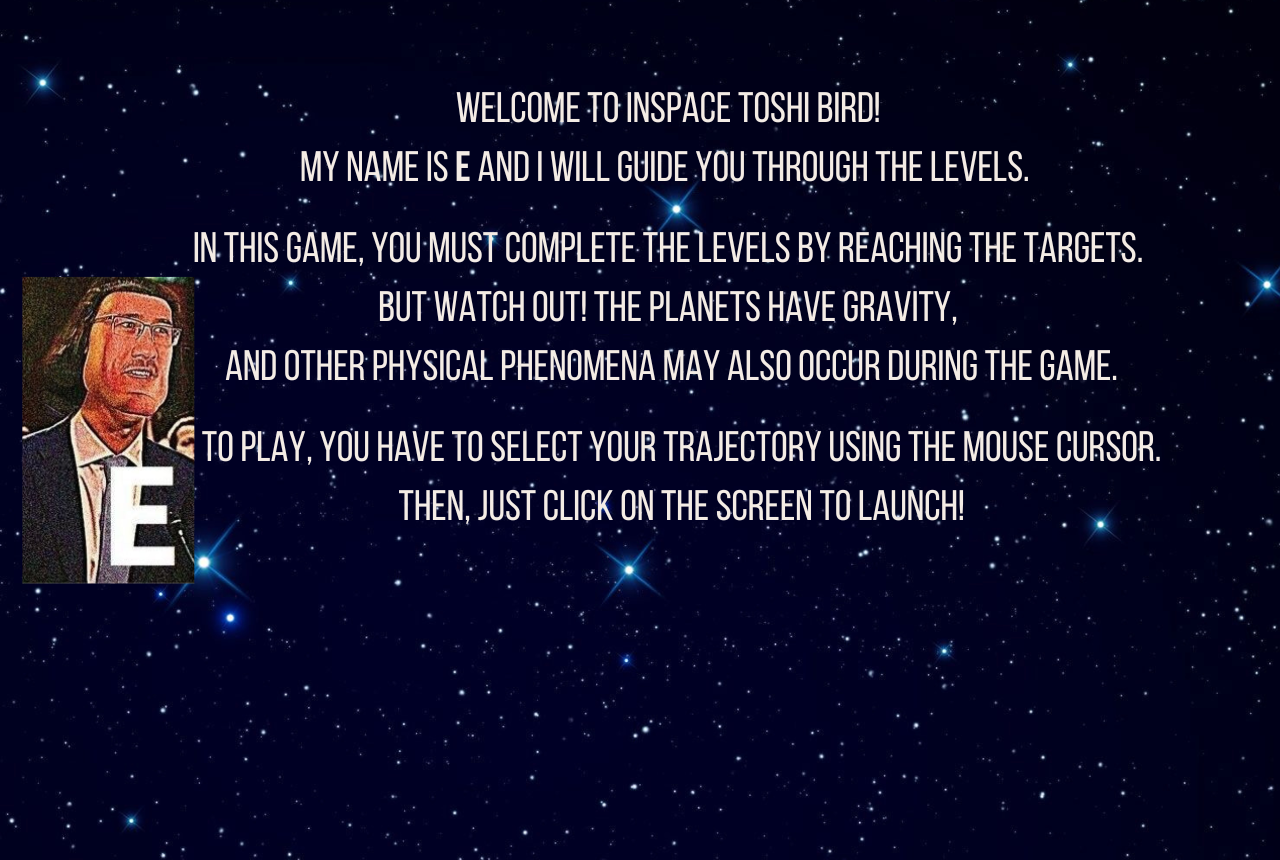 WELCOME TO INSPACE TOSHI BIRD!
MY NAME IS E AND I WILL GUIDE YOU THROUGH THE LEVELS.
IN THIS GAME, YOU MUST COMPLETE THE LEVELS BY REACHING THE TARGETS.
BUT WATCH OUT! THE PLANETS HAVE GRAVITY,
AND OTHER PHYSICAL PHENOMENA MAY ALSO OCCUR DURING THE GAME.
TO PLAY, YOU HAVE TO SELECT YOUR TRAJECTORY USING THE MOUSE CURSOR.
THEN, JUST CLICK ON THE SCREEN TO LAUNCH!
E